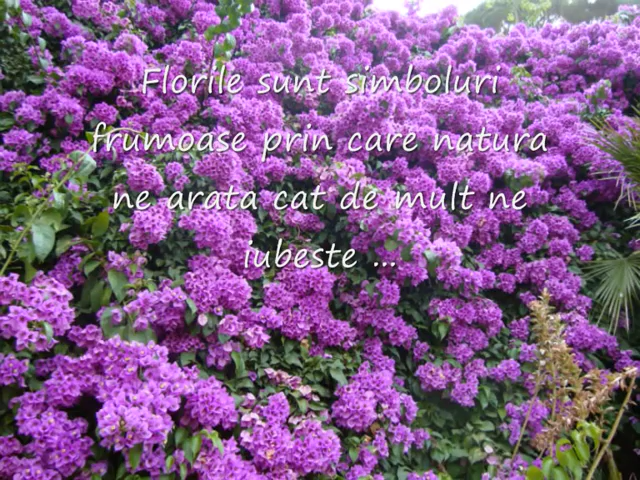 Florile sunt simboluri
frumoase prin care natura
ne arata cat de mult ne
iubeste ...